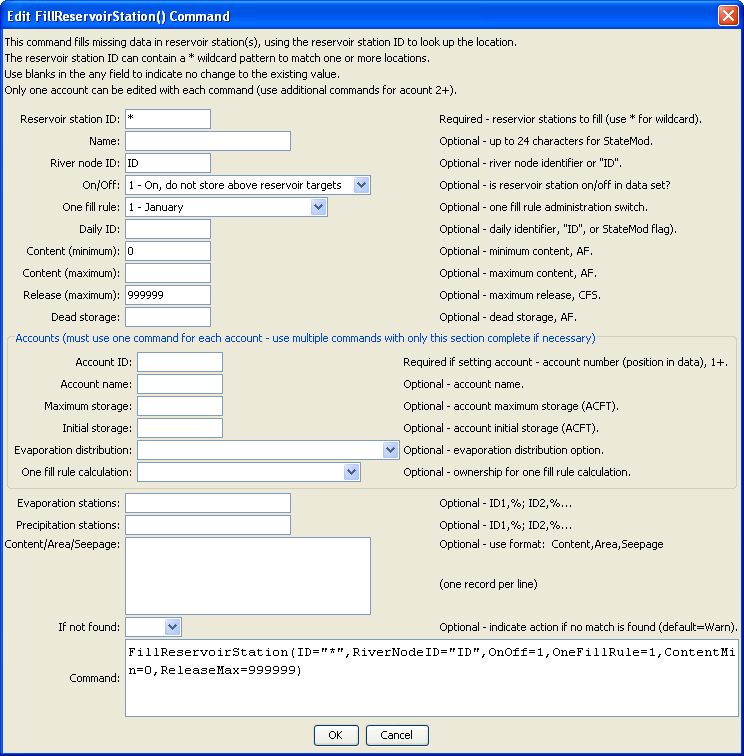 Edit FillReservoirStation() Command
This command fills missing data in reservoir station(s), using the reservoir station ID to look up the location.
The reservoir station ID can contain a * wildcard pattern to match one or more locations.
Use blanks in the any field to indicate no change to the existing value.
Only one account can be edited with each command (use additional commands for acount 2+).
Reservoir station ID: * Required - reservior stations to fill (use * for wildcard).
Name: Optional - up to 24 characters for StateMod.
River node ID: ID Optional - river node identifier or "ID".
On/Off: 1 - On, do not store above reservoir targets Optional - is reservoir station on/off in data set?
One fill rule: 1 - January Optional - one fill rule administration switch.
Daily ID: Optional - daily identifier, "ID", or StateMod flag).
Content (minimum): 0 Optional - minimum content, AF.
Content (maximum): Optional - maximum content, AF.
Release (maximum): 999999 Optional - maximum release, CFS.
Dead storage: Optional - dead storage, AF.
Accounts (must use one command for each account - use multiple commands with only this section complete if necessary)
Account ID: Required if setting account - account number (position in data), 1+.
Account name: Optional - account name.
Maximum storage: Optional - account maximum storage (ACFT).
Initial storage: Optional - account initial storage (ACFT).
Evaporation distribution: Optional - evaporation distribution option.
One fill rule calculation: Optional - ownership for one fill rule calculation.
Evaporation stations: Optional - ID1,%; ID2,%...
Precipitation stations: Optional - ID1,%; ID2,%...
Content/Area/Seepage: Optional - use format: Content,Area,Seepage
(one record per line)
If not found: Optional - indicate action if no match is found (default=Warn).
Command: FillReservoirStation(ID="*",RiverNodeID="ID",OnOff=1,OneFillRule=1,ContentMi
n=0,ReleaseMax=999999)
OK Cancel